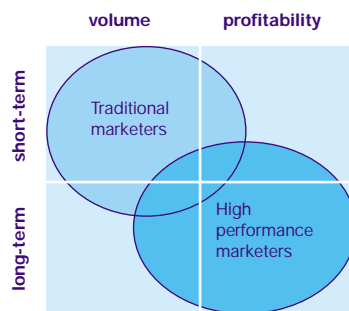 volume profitability
short-term
Traditional
marketers
long-term
High
performance
marketers